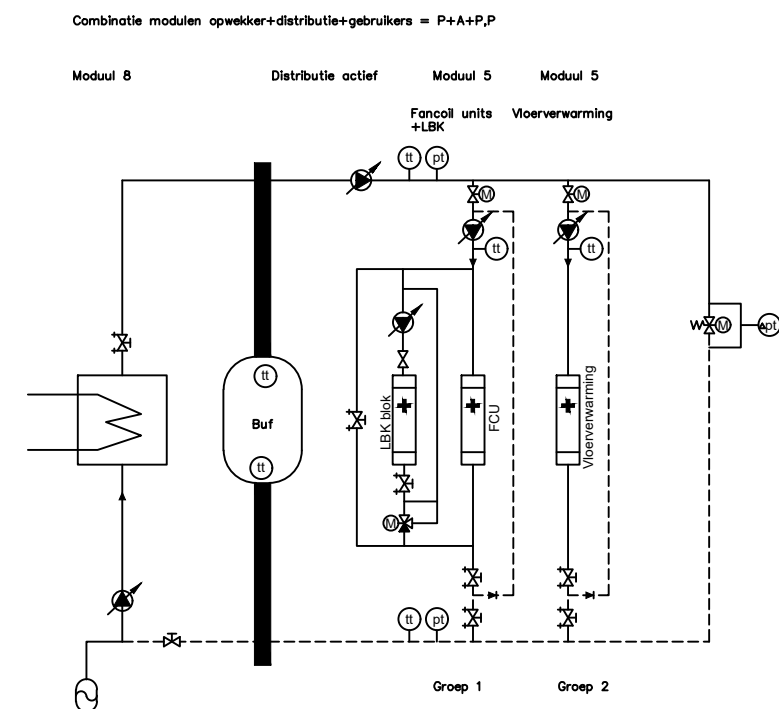 Combinatie modulen opwekker+distributie+gebruikers = P+A+P,P
Moduul 8
Distributie actief
Moduul 5
Moduul 5
Fancoil units
+LBK
Vloerverwarming
tt
pt
M
M
tt
tt
M
pt
tt
Buf
tt
LBK blok
FCU
Vloerverwarming
M
tt
pt
Groep 1
Groep 2